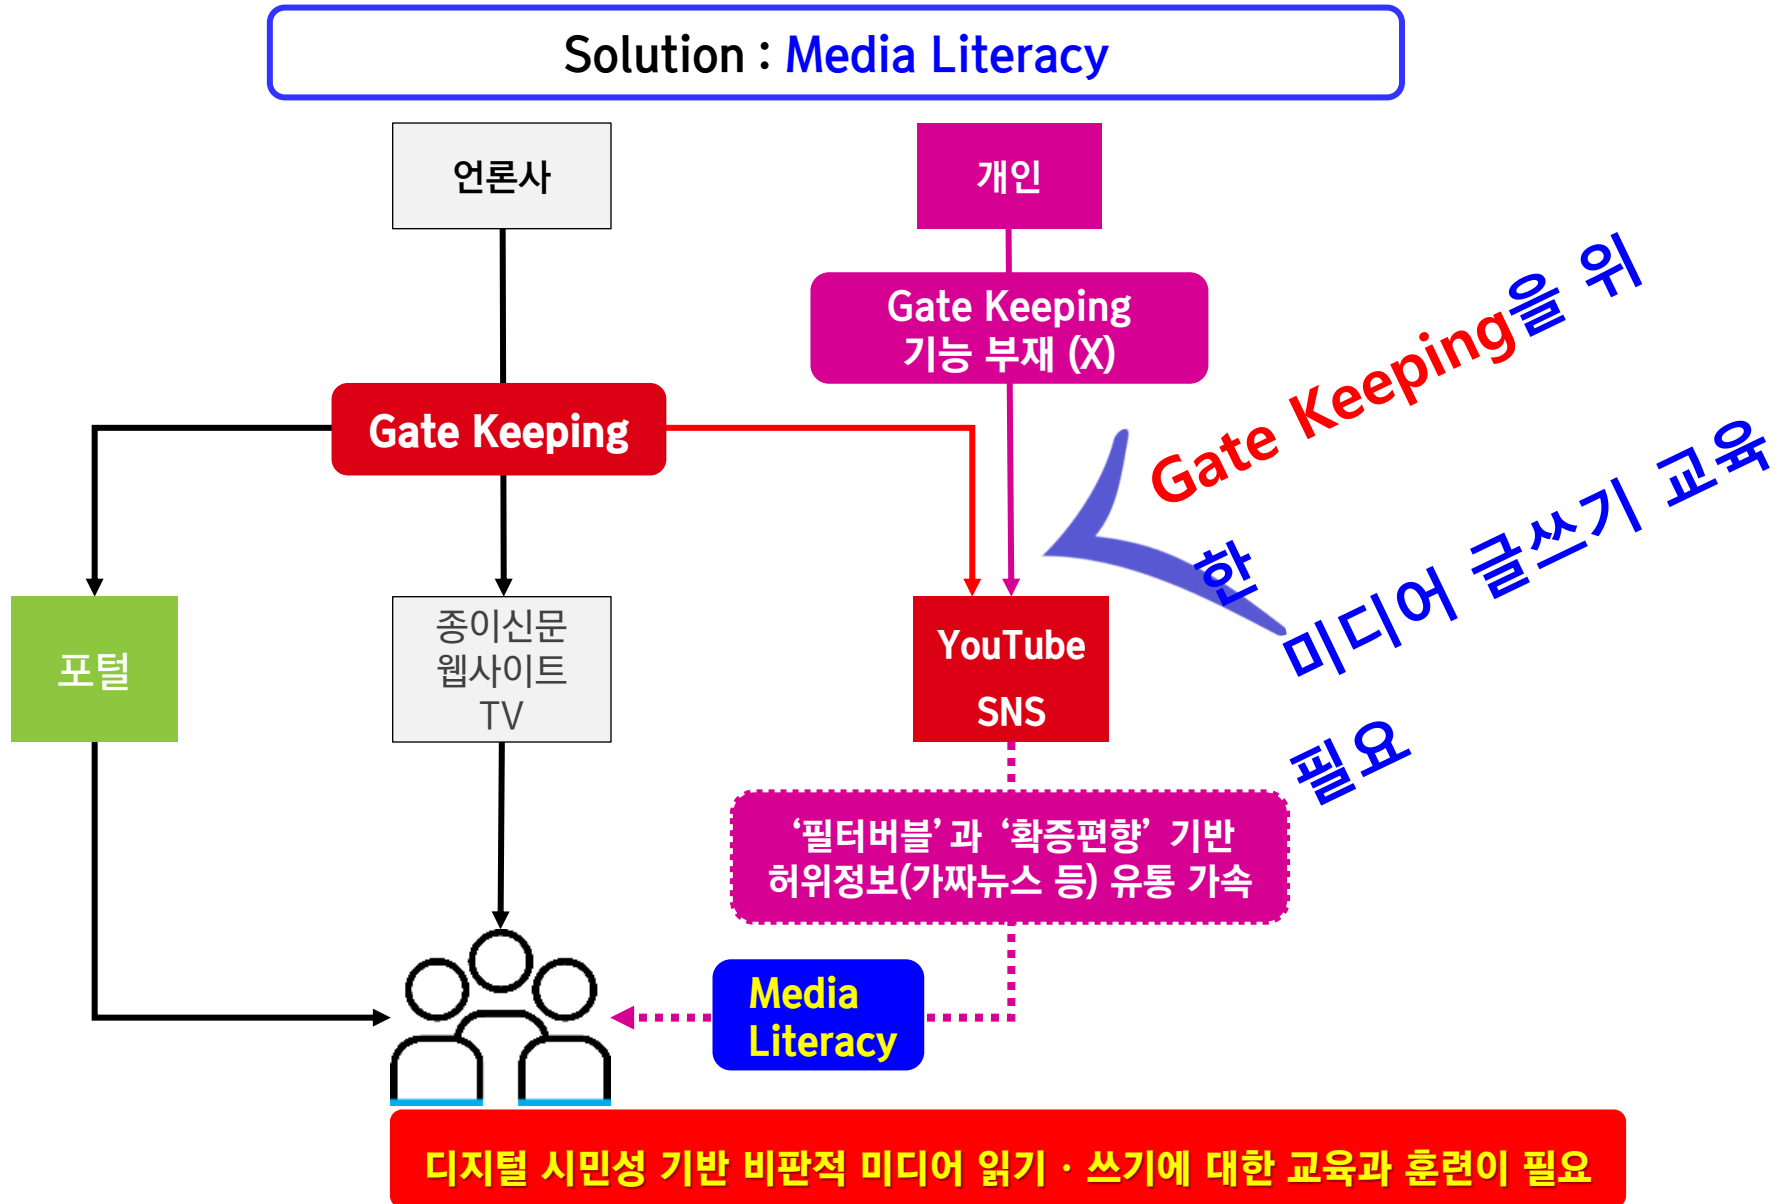 Solution : Media Literacy
언론사
개인
Gate Keeping
기능 부재 (X)
Gate Keeping을 위
한
미디어 글쓰기 교육
필요
Gate Keeping
포털
종이신문
웹사이트
TV
YouTube
SNS
‘필터버블’과 ‘확증편향’ 기반
허위정보(가짜뉴스 등) 유통 가속
Media
Literacy
디지털 시민성 기반 비판적 미디어 읽기 · 쓰기에 대한 교육과 훈련이 필요